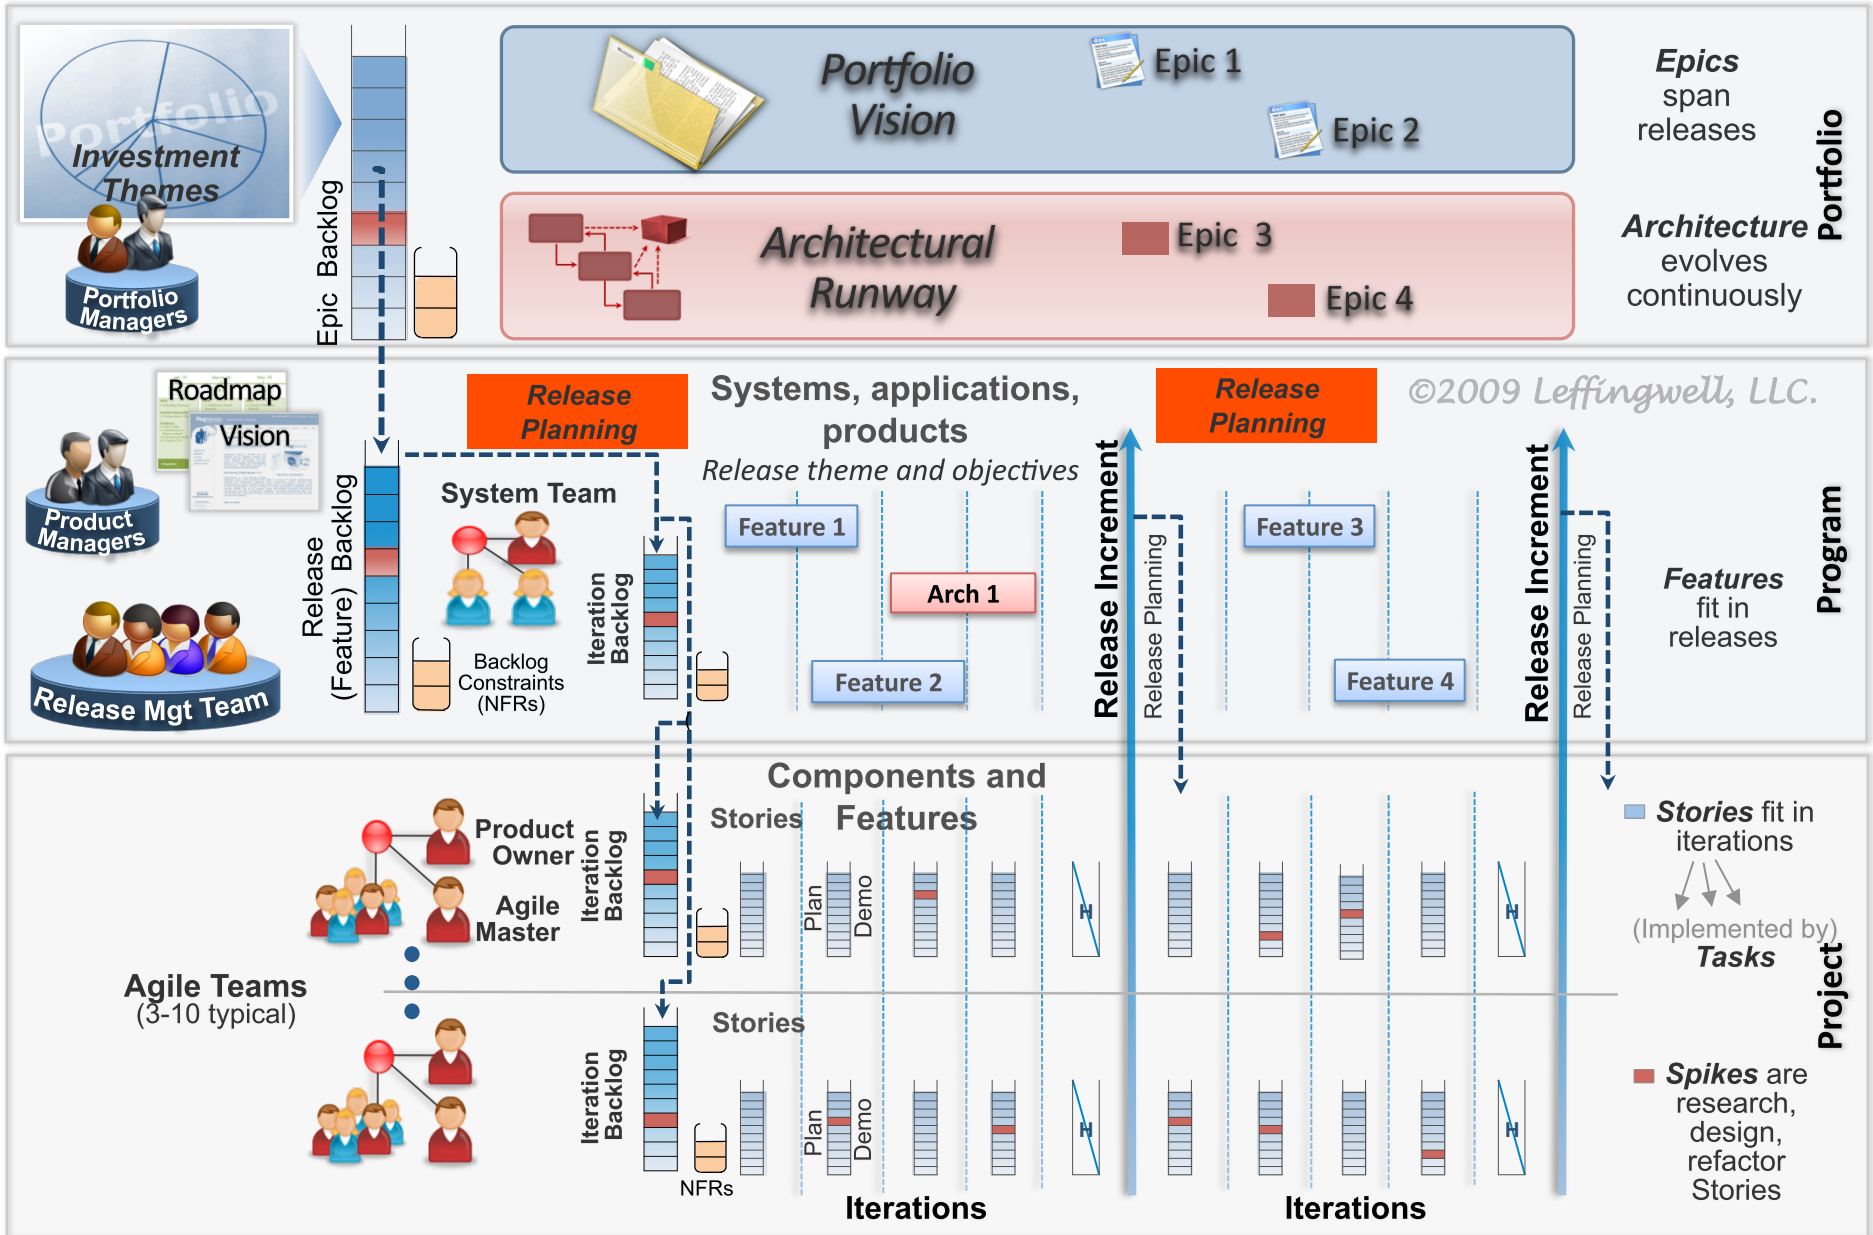 Portfolio
Investment
Themes
Portfolio
Managers
Epic Backlog
Portfolio
Vision
Epic 1
Epic 2
Architectural
Runway
Epic 3
Epic 4
Epics
span
releases
Architecture
evolves
continuously
Portfolio
Roadmap
Vision
Product
Managers
Release Mgt Team
Release
(Feature) Backlog
Release
Planning
System Team
Backlog
Constraints
(NFRs)
Iteration
Backlog
Systems, applications,
products
Release theme and objectives
Feature 1
Arch 1
Feature 2
Release Increment
Release Planning
Release
Planning
©2009 Leffingwell, LLC.
Feature 3
Feature 4
Release Increment
Release Planning
Features
fit in
releases
Program
Components and
Features
Product
Owner
Agile
Master
Iteration
Backlog
Stories
Plan
Demo
H
H
Stories fit in
iterations
(Implemented by)
Tasks
Project
Agile Teams
(3-10 typical)
Iteration
Backlog
NFRs
Stories
Plan
Demo
H
H
Spikes are
research,
design,
refactor
Stories
Iterations
Iterations